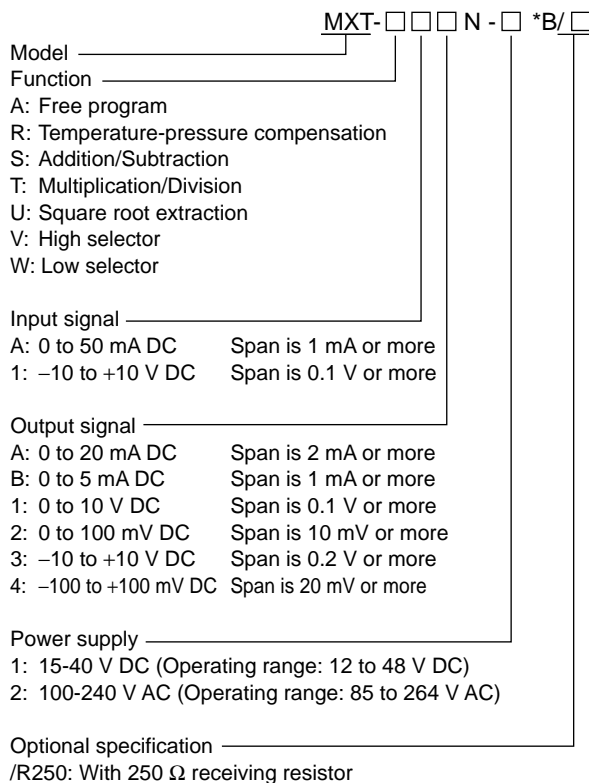 MXT-□□□N-□ *B/□
Model
Function
A: Free program
R: Temperature-pressure compensation
S: Addition/Subtraction
T: Multiplication/Division
U: Square root extraction
V: High selector
W: Low selector
Input signal
A: 0 to 50 mA DC Span is 1 mA or more
1: −10 to +10 V DC Span is 0.1 V or more
Output signal
A: 0 to 20 mA DC Span is 2 mA or more
B: 0 to 5 mA DC Span is 1 mA or more
1: 0 to 10 V DC Span is 0.1 V or more
2: 0 to 100 mV DC Span is 10 mV or more
3: −10 to +10 V DC Span is 0.2 V or more
4: −100 to +100 mV DC Span is 20 mV or more
Power supply
1: 15-40 V DC (Operating range: 12 to 48 V DC)
2: 100-240 V AC (Operating range: 85 to 264 V AC)
Optional specification
/R250: With 250 Ω receiving resistor